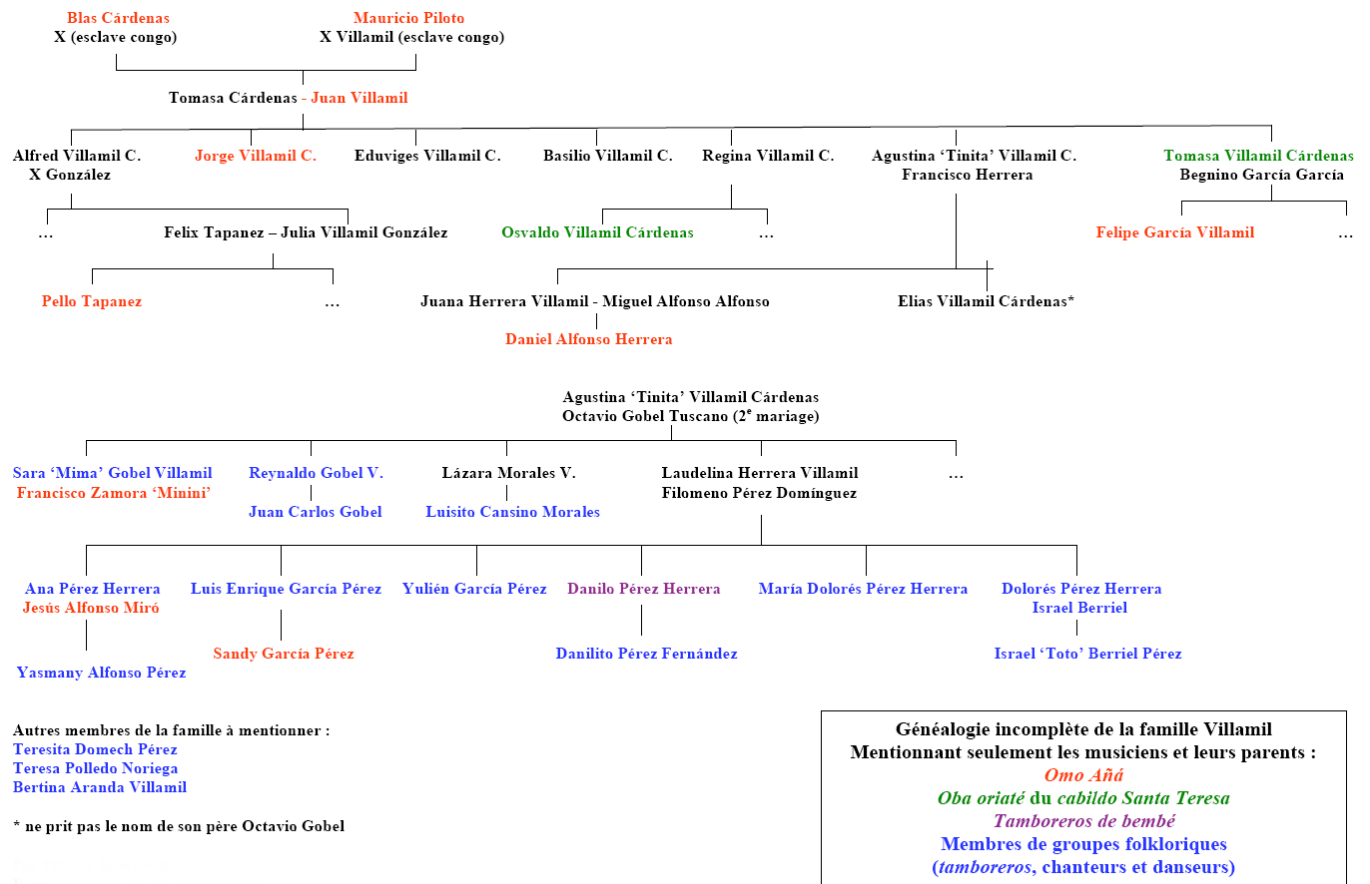 Blas Cárdenas
X (esclave congo)
Mauricio Piloto
X Villamil (esclave congo)
Tomasa Cárdenas - Juan Villamil
Alfred Villamil C.
X González
Jorge Villamil C.
Eduviges Villamil C.
Basilio Villamil C.
Regina Villamil C.
Agustina ‘Tinita’ Villamil C.
Francisco Herrera
Tomasa Villamil Cárdenas
Begnino García García
…
Felix Tapanez – Julia Villamil González
Osvaldo Villamil Cárdenas
…
Felipe García Villamil
…
Pello Tapanez
…
Juana Herrera Villamil - Miguel Alfonso Alfonso
Elias Villamil Cárdenas*
Daniel Alfonso Herrera
Agustina ‘Tinita’ Villamil Cárdenas
Octavio Gobel Tuscano (2e mariage)
Sara ‘Mima’ Gobel Villamil
Francisco Zamora ‘Minini’
Reynaldo Gobel V.
Lázara Morales V.
Laudelina Herrera Villamil
Filomeno Pérez Domínguez
…
Juan Carlos Gobel
Luisito Cansino Morales
Ana Pérez Herrera
Jesús Alfonso Miró
Luis Enrique García Pérez
Yulién García Pérez
Danilo Pérez Herrera
María Dolorés Pérez Herrera
Dolorés Pérez Herrera
Israel Berriel
Yasmany Alfonso Pérez
Sandy García Pérez
Danilito Pérez Fernández
Israel ‘Toto’ Berriel Pérez
Autres membres de la famille à mentionner :
Teresita Domech Pérez
Teresa Polledo Noriega
Bertina Aranda Villamil
* ne prit pas le nom de son père Octavio Gobel
Généalogie incomplète de la famille Villamil
Mentionnant seulement les musiciens et leurs parents :
Omo Añá
Oba oriaté du cabildo Santa Teresa
Tamboreros de bembé
Membres de groupes folkloriques
(tamboreros, chanteurs et danseurs)